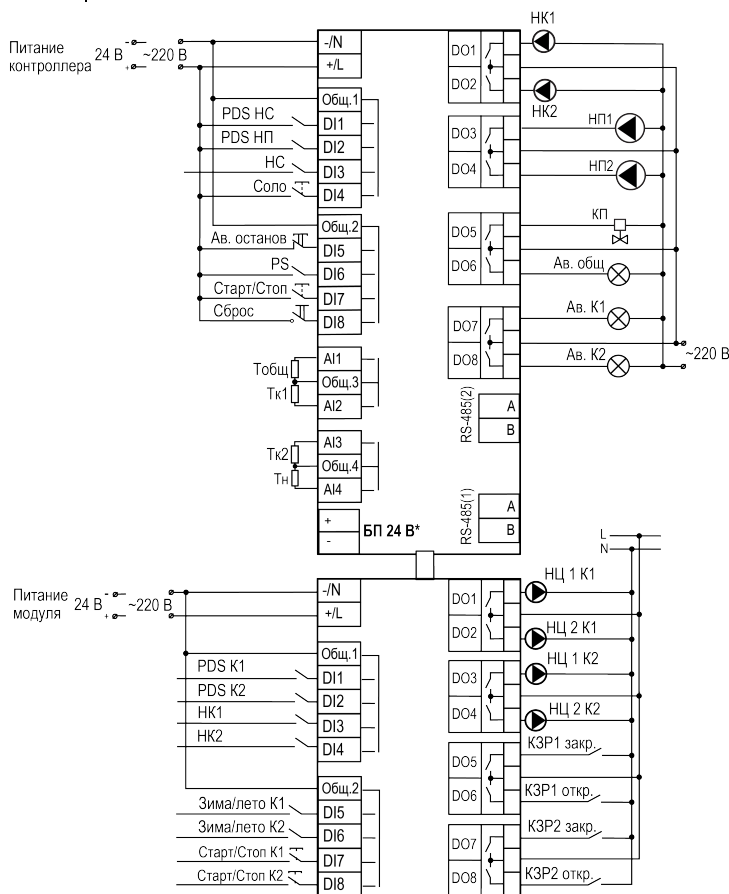 НК1
Питание
контроллера
24 В
-
+
~220 В
-/N
+/L
DO1
DO2
НК2
Общ.1
PDS НС
DI1
PDS НП
DI2
НС
DI3
Соло
DI4
DO3
НП1
DO4
НП2
Общ.2
Ав. останов
DI5
PS
DI6
Старт/Стоп
DI7
Сброс
DI8
DO5
КП
DO6
Ав. общ
DO7
Ав. К1
DO8
Ав. К2
~220 В
Тобщ
AI1
Общ.3
Тк1
AI2
RS-485(2)
A
B
AI3
Тк2
Общ.4
Тн
AI4
+
-
БП 24 В*
RS-485(1)
A
B
L
N
Питание
модуля
24 В
-
+
~220 В
-/N
+/L
DO1
НЦ 1 К1
DO2
НЦ 2 К1
Общ.1
PDS К1
DI1
PDS К2
DI2
НК1
DI3
НК2
DI4
DO3
НЦ 1 К2
DO4
НЦ 2 К2
DO5
КЗР1 закр.
DO6
КЗР1 откр.
Общ.2
Зима/лето К1
DI5
Зима/лето К2
DI6
Старт/Стоп К1
DI7
Старт/Стоп К2
DI8
DO7
КЗР2 закр.
DO8
КЗР2 откр.